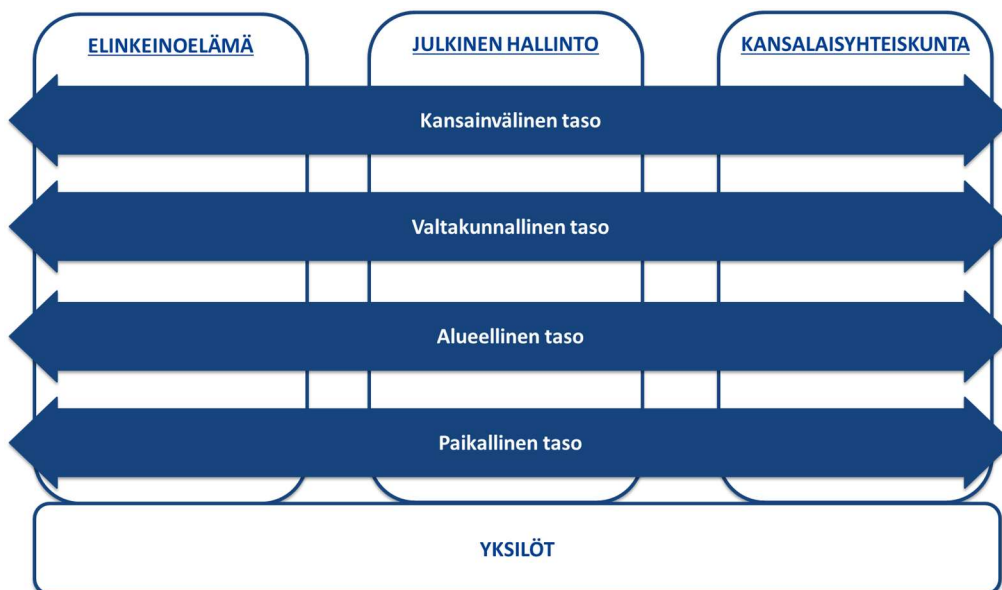 ELINKEINOELÄMÄ
JULKINEN HALLINTO
KANSALAISYHTEISKUNTA
Kansainvälinen taso
Valtakunnallinen taso
Alueellinen taso
Paikallinen taso
YKSILÖT